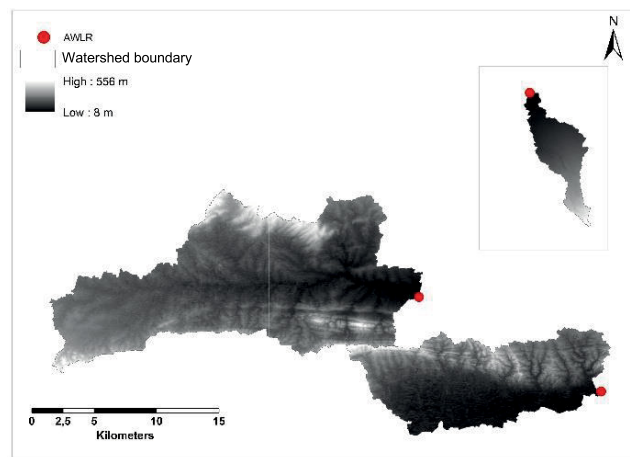 N
AWLR
Watershed boundary
High : 556 m
Low : 8 m
0 2,5 5 10 15
Kilometers